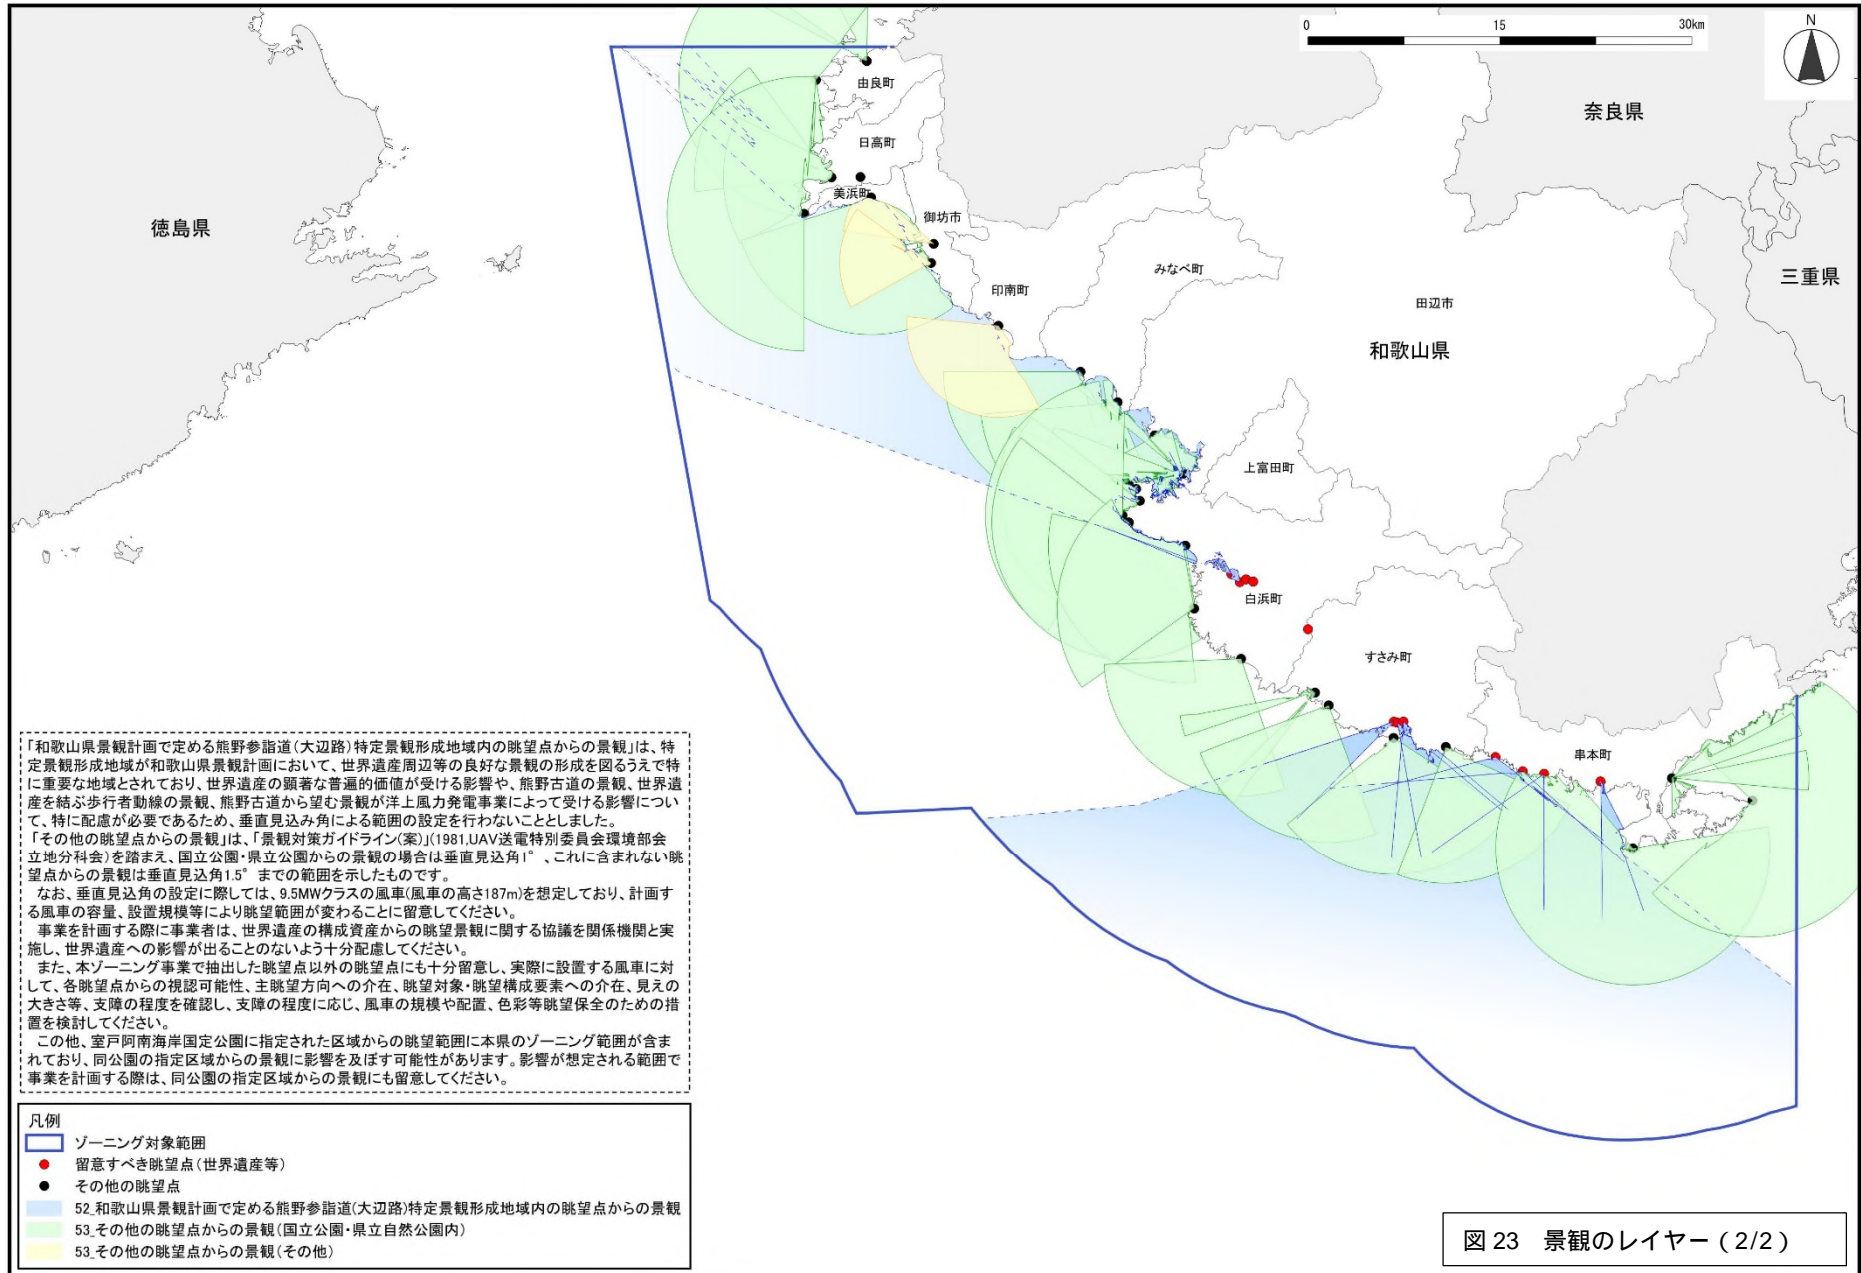 0 15 30km
N
由良町
奈良県
日高町
美浜町
御坊市
徳島県
みなべ町
三重県
印南町
田辺市
和歌山県
上富田町
白浜町
すさみ町
串本町
「和歌山県景観計画で定める熊野参詣道(大辺路)特定景観形成地域内の眺望点からの景観」は、特
定景観形成地域が和歌山県景観計画において、世界遺産周辺等の良好な景観の形成を図るうえで特
に重要な地域とされており、世界遺産の顕著な普遍的価値が受ける影響や、熊野古道の景観、世界遺
産を結ぶ歩行者動線の景観、熊野古道から望む景観が洋上風力発電事業によって受ける影響につい
て、特に配慮が必要であるため、垂直見込み角による範囲の設定を行わないこととしました。
「その他の眺望点からの景観」は、「景観対策ガイドライン(案)」(1981,UAV送電特別委員会環境部会
立地分科会)を踏まえ、国立公園・県立公園からの景観の場合は垂直見込角1° 、これに含まれない眺
望点からの景観は垂直見込角1.5° までの範囲を示したものです。
なお、垂直見込角の設定に際しては、9.5MWクラスの風車(風車の高さ187m)を想定しており、計画す
る風車の容量、設置規模等により眺望範囲が変わることに留意してください。
事業を計画する際に事業者は、世界遺産の構成資産からの眺望景観に関する協議を関係機関と実
施し、世界遺産への影響が出ることのないよう十分配慮してください。
また、本ゾーニング事業で抽出した眺望点以外の眺望点にも十分留意し、実際に設置する風車に対
して、各眺望点からの視認可能性、主眺望方向への介在、眺望対象・眺望構成要素への介在、見えの
大きさ等、支障の程度を確認し、支障の程度に応じ、風車の規模や配置、色彩等眺望保全のための措
置を検討してください。
この他、室戸阿南海岸国定公園に指定された区域からの眺望範囲に本県のゾーニング範囲が含ま
れており、同公園の指定区域からの景観に影響を及ぼす可能性があります。影響が想定される範囲で
事業を計画する際は、同公園の指定区域からの景観にも留意してください。
凡例
ゾーニング対象範囲
留意すべき眺望点(世界遺産等)
その他の眺望点
52_和歌山県景観計画で定める熊野参詣道(大辺路)特定景観形成地域内の眺望点からの景観
53_その他の眺望点からの景観(国立公園・県立自然公園内)
53_その他の眺望点からの景観(その他)
図 23 景観のレイヤー(2/2)